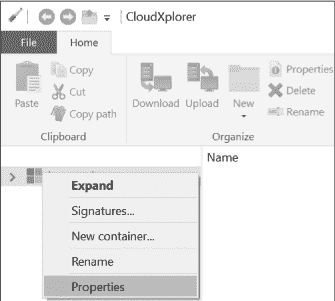 CloudXplorer
File Home
Paste
Copy
Cut
Copy path
Download
Upload
New
Properties
Delete
Rename
Clipboard
Organize
Name
Expand
Signatures...
New container...
Rename
Properties